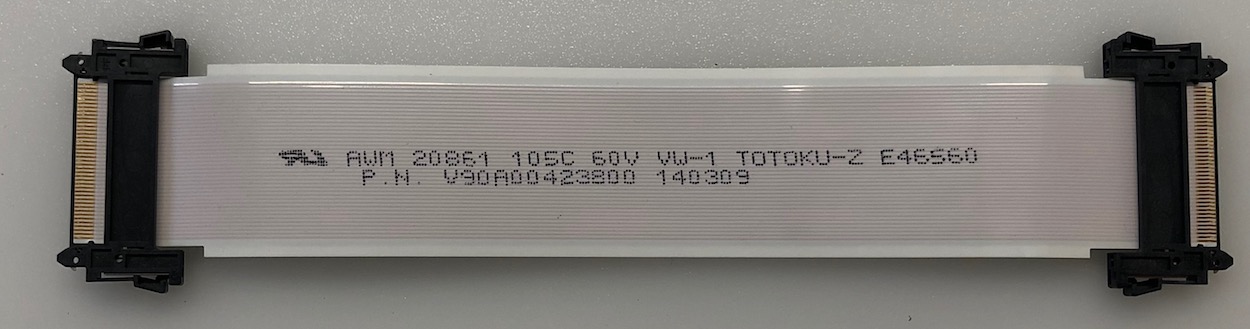 AWM 20861 105C 60V VW-1 TOTOKU-Z E46560
P.N. V90A00423800 140309